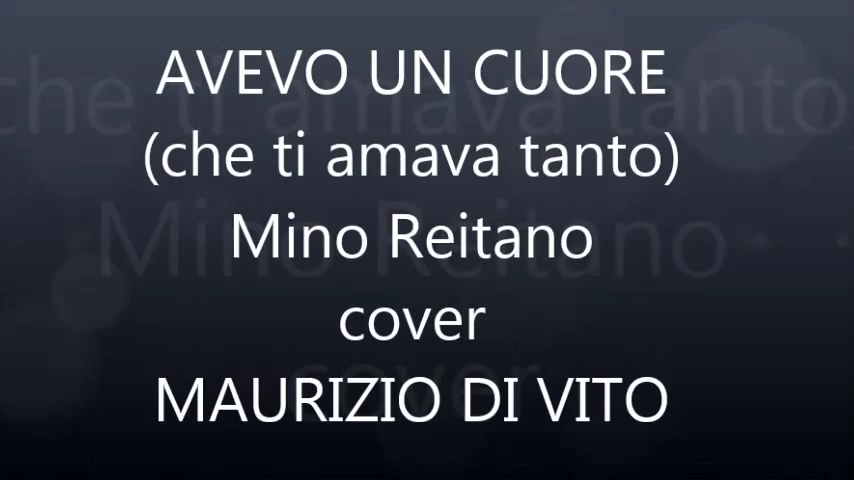 AVEVO UN CUORE
(che ti amava tanto)
Mino Reitano
cover
MAURIZIO DI VITO